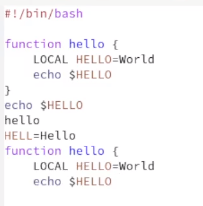 #!/bin/bash
function hello {
LOCAL HELLO=World
echo $HELLO
}
echo $HELLO
hello
HELL=Hello
function hello {
LOCAL HELLO=World
echo $HELLO